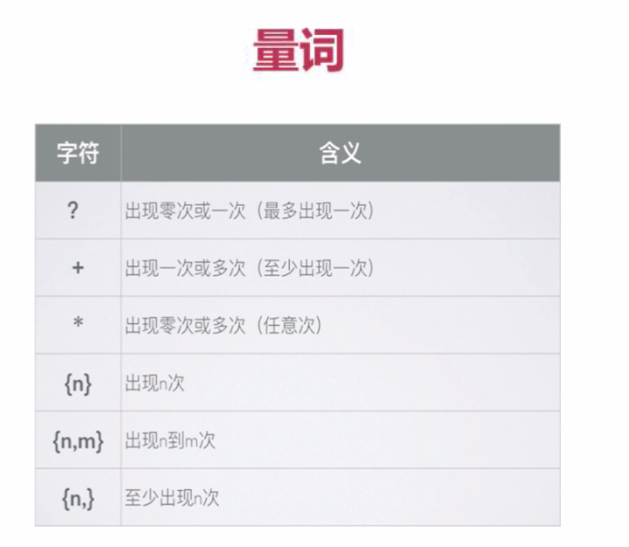 量词
字符 含义
? 出现零次或一次（最多出现一次）
+ 出现一次或多次（至少出现一次）
* 出现零次或多次（任意次）
{n} 出现n次
{n,m} 出现n到m次
{n,} 至少出现n次